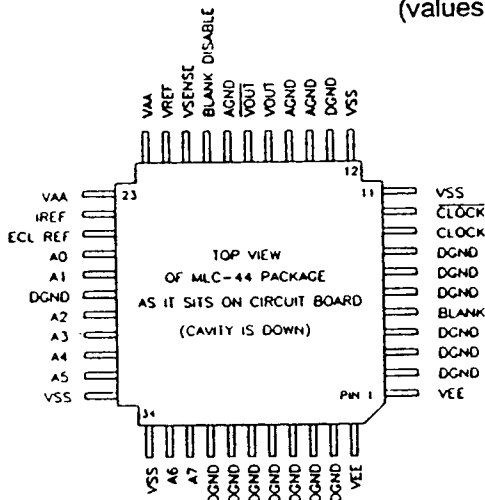 (values
VAA
VREF
VSENSE
BLANK DISABLE
AGND
VOUT
VOUT
AGND
AGND
DGND
VSS
23
12
11
VAA
IREF
ECL REF
A0
A1
DGND
A2
A3
A4
A5
VSS
TOP VIEW
OF MLC-44 PACKAGE
AS IT SITS ON CIRCUIT BOARD
(CAVITY IS DOWN)
VSS
CLOCK
CLOCK
DGND
DGND
DGND
BLANK
DGND
DGND
DGND
VEE
PIN 1
34
VSS
A6
A7
DGND
DGND
DGND
DGND
DGND
DGND
DGND
VEE